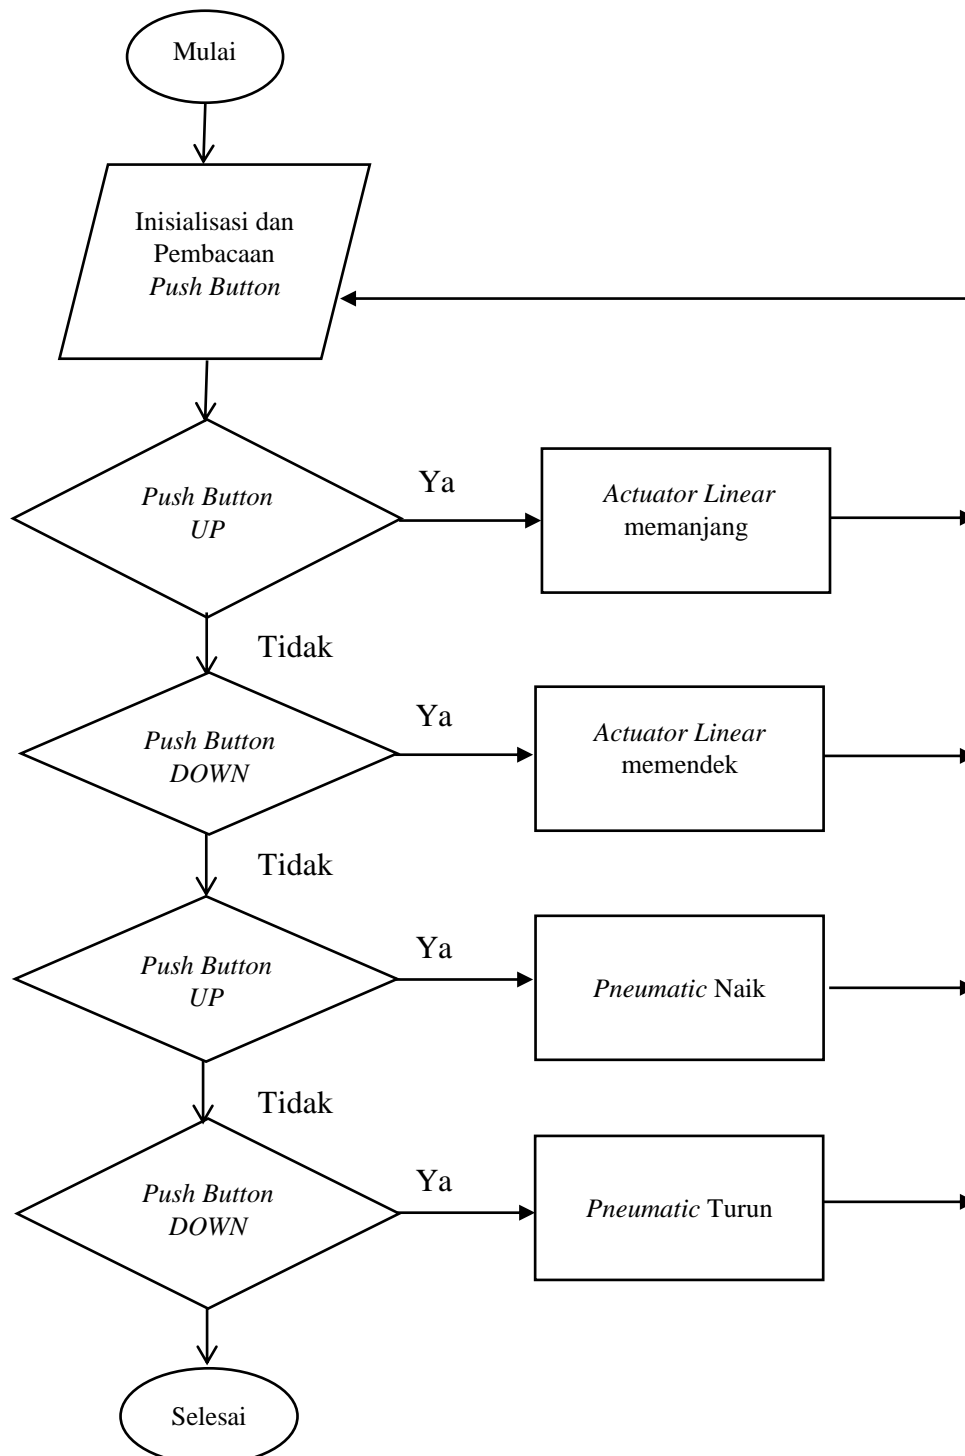 Mulai
Inisialisasi dan
Pembacaan
Push Button
Push Button
UP
Ya
Actuator Linear
memanjang
Tidak
Push Button
DOWN
Ya
Actuator Linear
memendek
Tidak
Push Button
UP
Ya
Pneumatic Naik
Tidak
Push Button
DOWN
Ya
Pneumatic Turun
Selesai